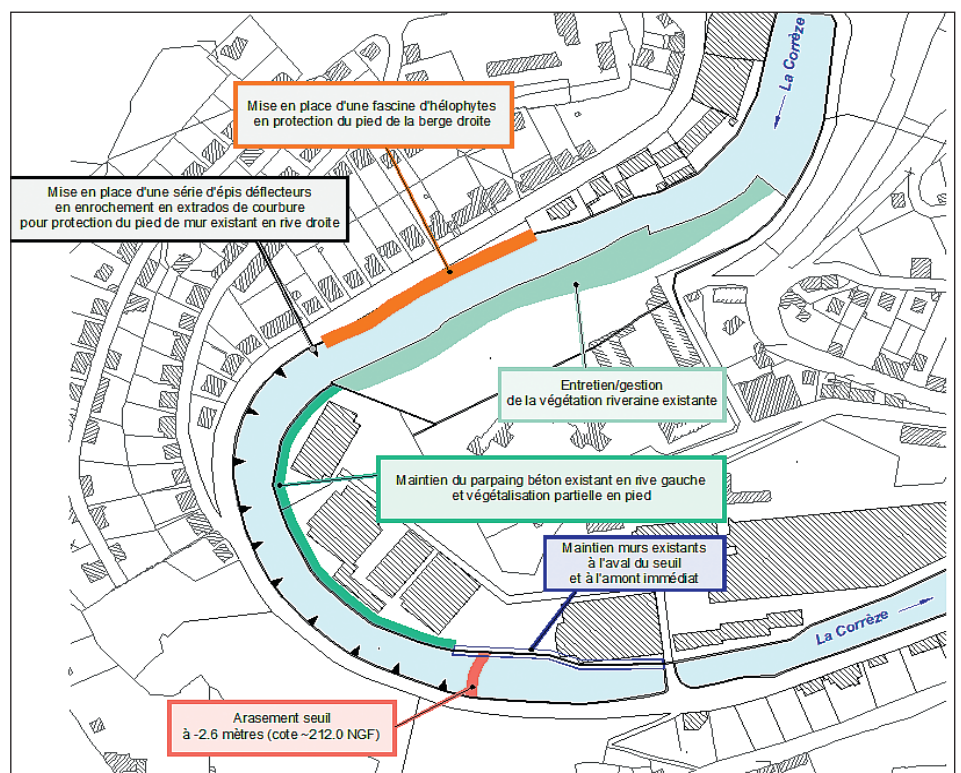 La Corrèze
Mise en place d'une fascine d'hélophytes
en protection du pied de la berge droite
Mise en place d'une série d'épis déflecteurs
en enrochement en extrados de courbure
pour protection du pied de mur existant en rive droite
Entretien/gestion
de la végétation riveraine existante
Maintien du parpaing béton existant en rive gauche
et végétalisation partielle en pied
Maintien murs existants
à l'aval du seuil
et à l'amont immédiat
La Corrèze
Arasement seuil
à -2.6 mètres (cote ~212.0 NGF)